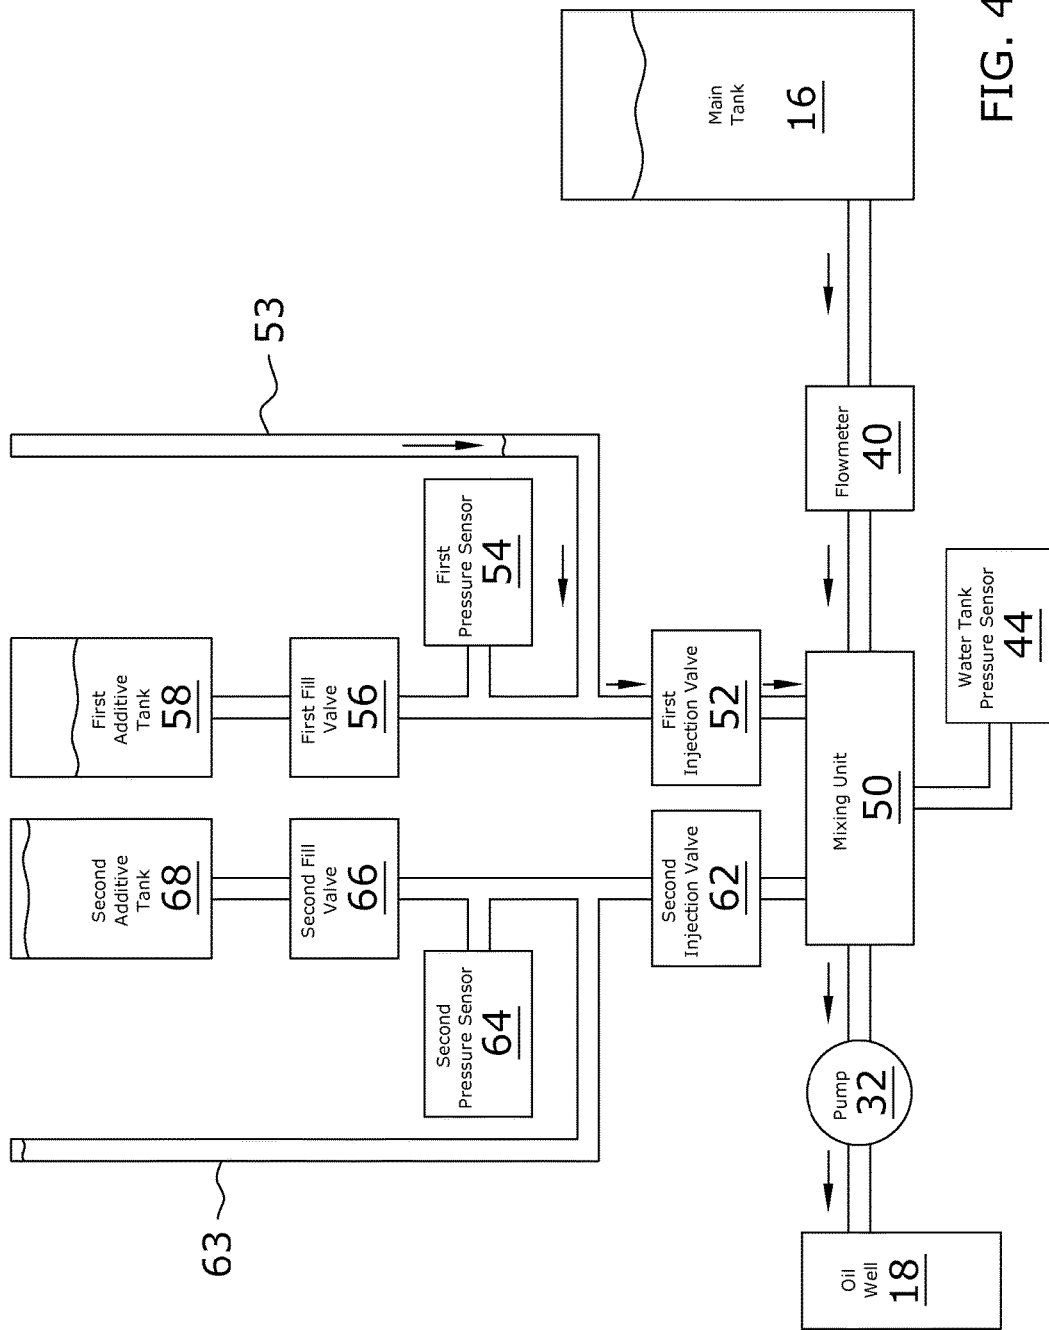 63
Second
Additive
Tank
68
First
Additive
Tank
58
53
Second Fill
Valve
66
First Fill
Valve
56
Second
Pressure Sensor
64
First
Pressure Sensor
54
Second
Injection Valve
62
First
Injection Valve
52
Main
Tank
16
Oil
Well
18
Pump
32
Mixing Unit
50
Flowmeter
40
Water Tank
Pressure Sensor
44
FIG. 4